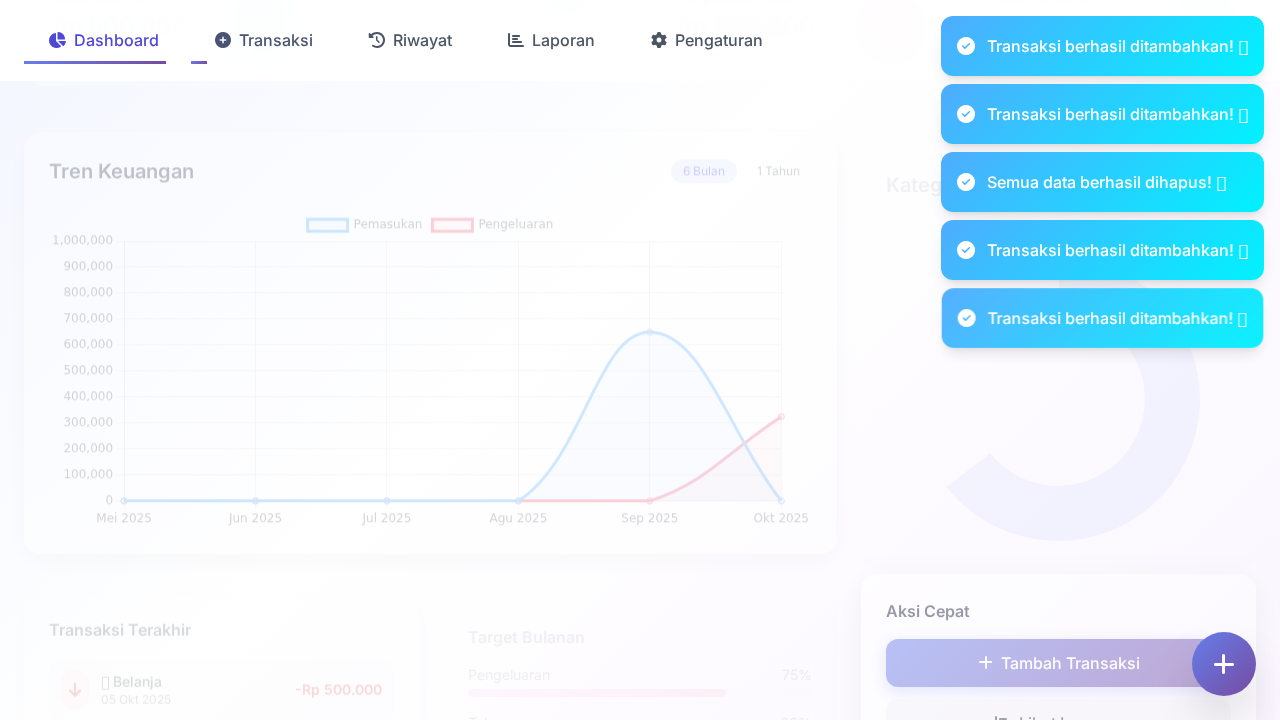 Dashboard
Transaksi
Riwayat
Laporan
Pengaturan
Transaksi berhasil ditambahkan!
Transaksi berhasil ditambahkan!
Semua data berhasil dihapus!
Transaksi berhasil ditambahkan!
Transaksi berhasil ditambahkan!
Tren Keuangan
6 Bulan
1 Tahun
Pemasukan
Pengeluaran
1,000,000
900,000
800,000
700,000
600,000
500,000
400,000
300,000
200,000
100,000
0
Mei 2025
Jun 2025
Jul 2025
Agu 2025
Sep 2025
Okt 2025
Transaksi Terakhir
Belanja
05 Okt 2025
-Rp 500.000
Target Bulanan
Pengeluaran
75%
Aksi Cepat
Tambah Transaksi